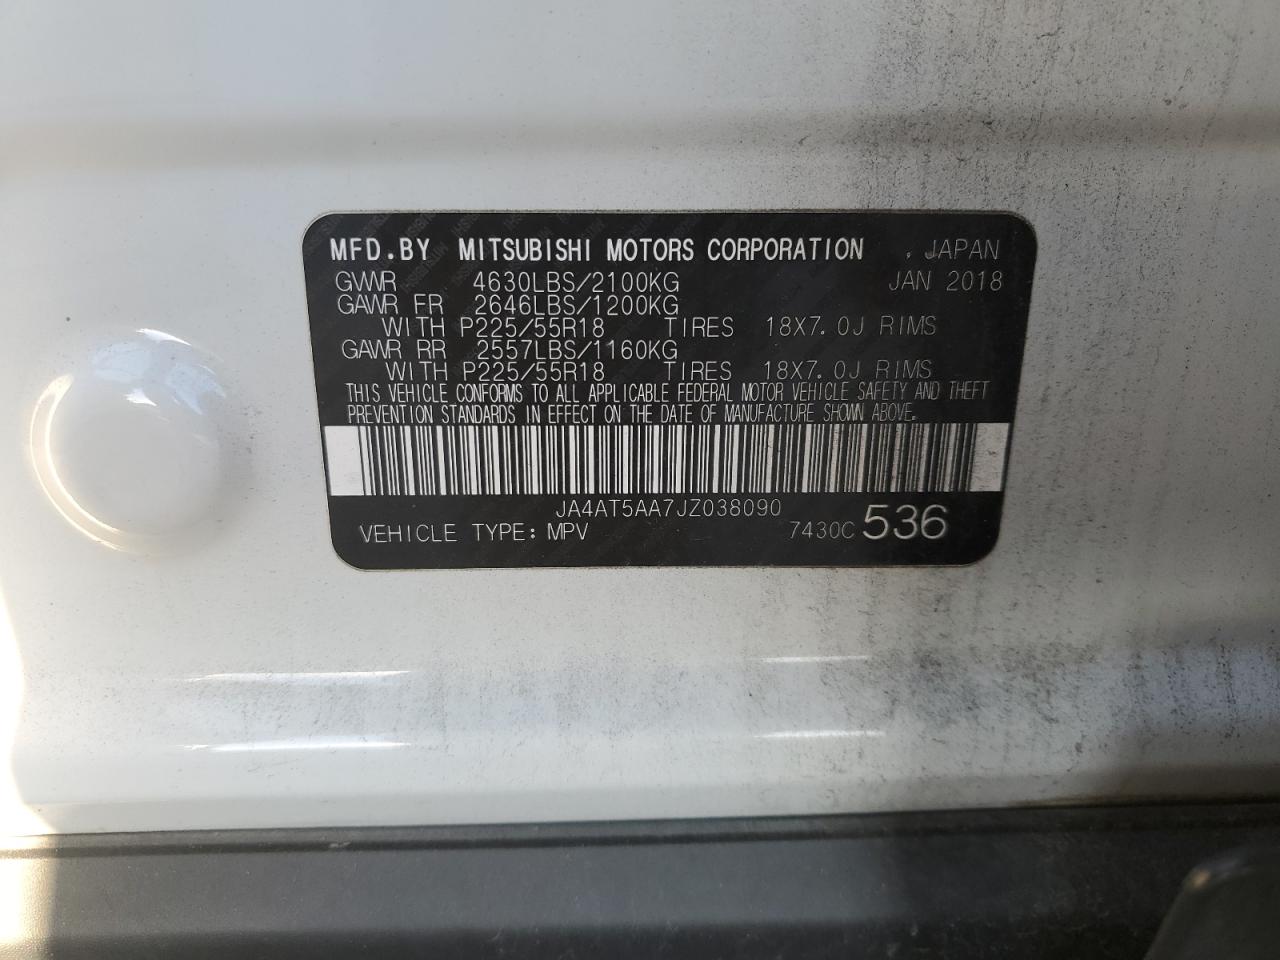 MFD.BY MITSUBISHI MOTORS CORPORATION , JAPAN
GVWR 4630LBS/2100KG JAN 2018
GAWR FR 2646LBS/1200KG
WITH P225/55R18 TIRES 18X7.0J RIMS
GAWR RR 2557LBS/1160KG
WITH P225/55R18 TIRES 18X7.0J RIMS
THIS VEHICLE CONFORMS TO ALL APPLICABLE FEDERAL MOTOR VEHICLE SAFETY AND THEFT
PREVENTION STANDARDS IN EFFECT ON THE DATE OF MANUFACTURE SHOWN ABOVE.
JA4AT5AA7JZ038090
VEHICLE TYPE: MPV 7430C 536